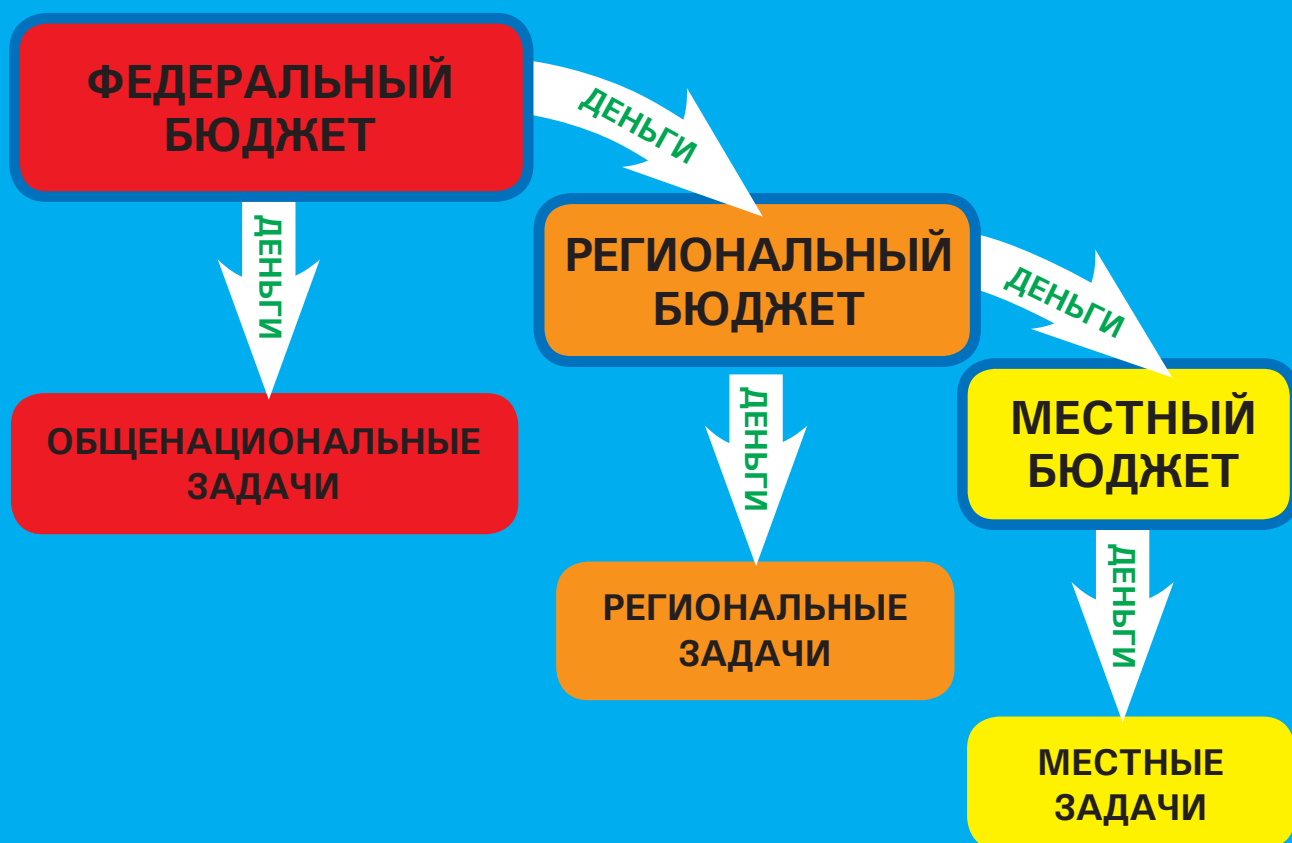 ФЕДЕРАЛЬНЫЙ
БЮДЖЕТ
ДЕНЬГИ
ДЕНЬГИ
РЕГИОНАЛЬНЫЙ
БЮДЖЕТ
ДЕНЬГИ
ОБЩЕНАЦИОНАЛЬНЫЕ
ЗАДАЧИ
ДЕНЬГИ
МЕСТНЫЙ
БЮДЖЕТ
РЕГИОНАЛЬНЫЕ
ЗАДАЧИ
ДЕНЬГИ
МЕСТНЫЕ
ЗАДАЧИ